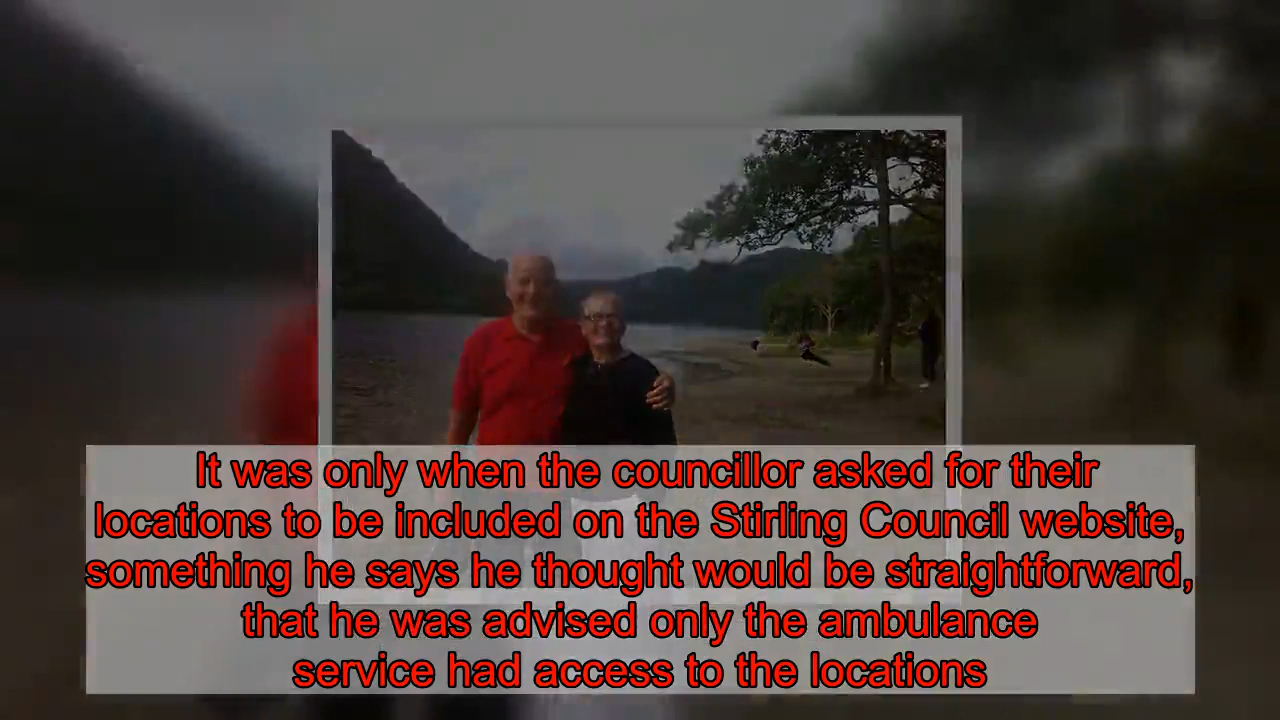 It was only when the councillor asked for their
locations to be included on the Stirling Council website,
something he says he thought would be straightforward,
that he was advised only the ambulance
service had access to the locations